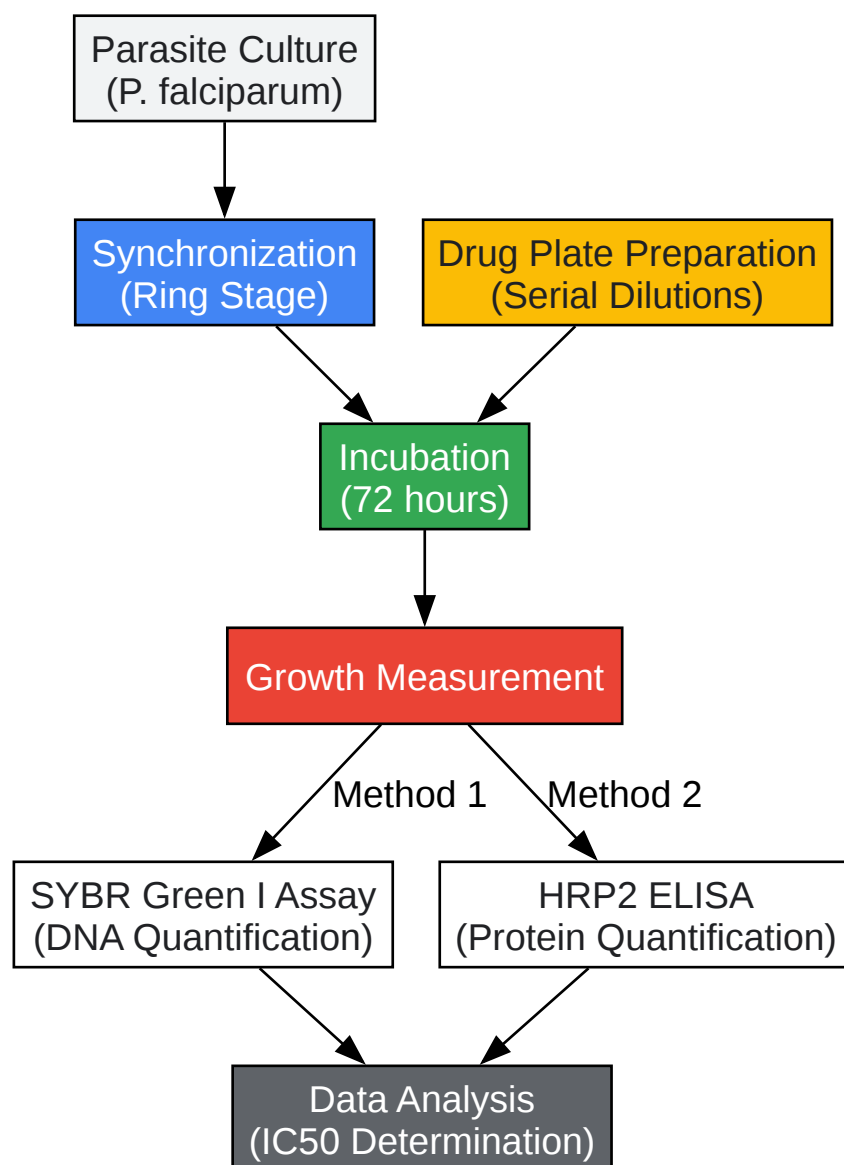 Parasite Culture
(P. falciparum)
Synchronization
(Ring Stage)
Drug Plate Preparation
(Serial Dilutions)
Incubation
(72 hours)
Growth Measurement
Method 1
Method 2
SYBR Green I Assay
(DNA Quantification)
HRP2 ELISA
(Protein Quantification)
Data Analysis
(IC50 Determination)